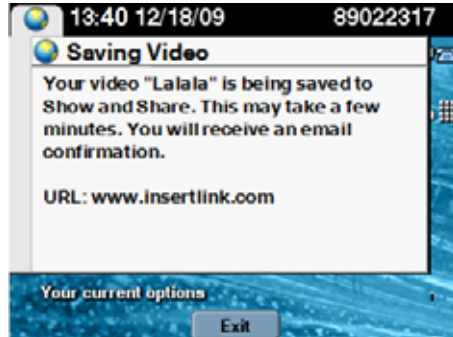 13:40 12/18/09 89022317
Saving Video
Your video "Lalala" is being saved to
Show and Share. This may take a few
minutes. You will receive an email
confirmation.
URL: www.insertlink.com
Your current options
Exit